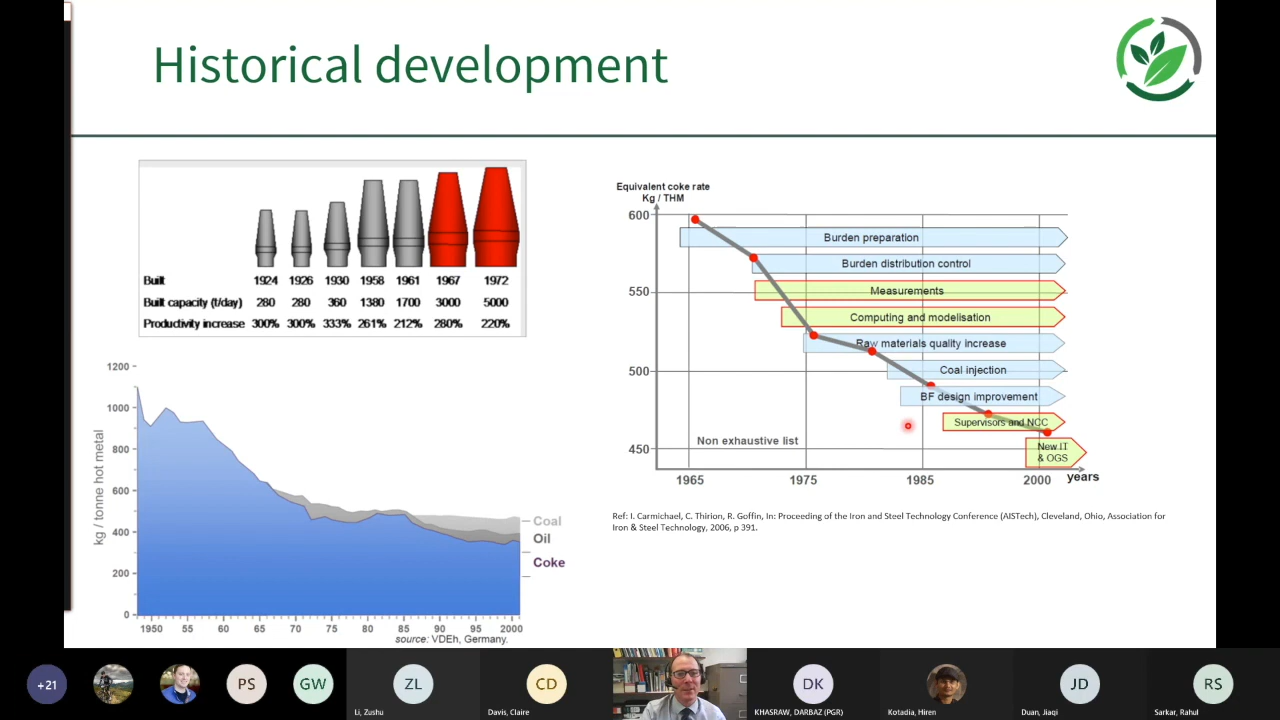 Historical development
Built 1924 1926 1930 1958 1961 1967 1972
Built capacity (t/day) 280 280 360 1380 1700 3000 5000
Productivity increase 300% 300% 333% 261% 212% 280% 220%
1200
1000
800
600
400
200
0
kg / tonne hot metal
Coal
Oil
Coke
1950 55 60 65 70 75 80 85 90 95 2000
source: VDEh, Germany.
Equivalent coke rate
Kg / THM
600
550
500
450
Burden preparation
Burden distribution control
Measurements
Computing and modelisation
Raw materials quality increase
Coal injection
BF design improvement
Supervisors and NCC
New IT
& OGS
Non exhaustive list
1965 1975 1985 2000 years
Ref: I. Carmichael, C. Thirion, R. Goffin, In: Proceeding of the Iron and Steel Technology Conference (AISTech), Cleveland, Ohio, Association for
Iron & Steel Technology, 2006, p 391.
+21 PS GW ZL CD DK JD RS
Li, Zushu Davis, Claire KHASRAW, DARBAZ (PGR) Kotadia, Hiren Duan, Jiaqi Sarkar, Rahul